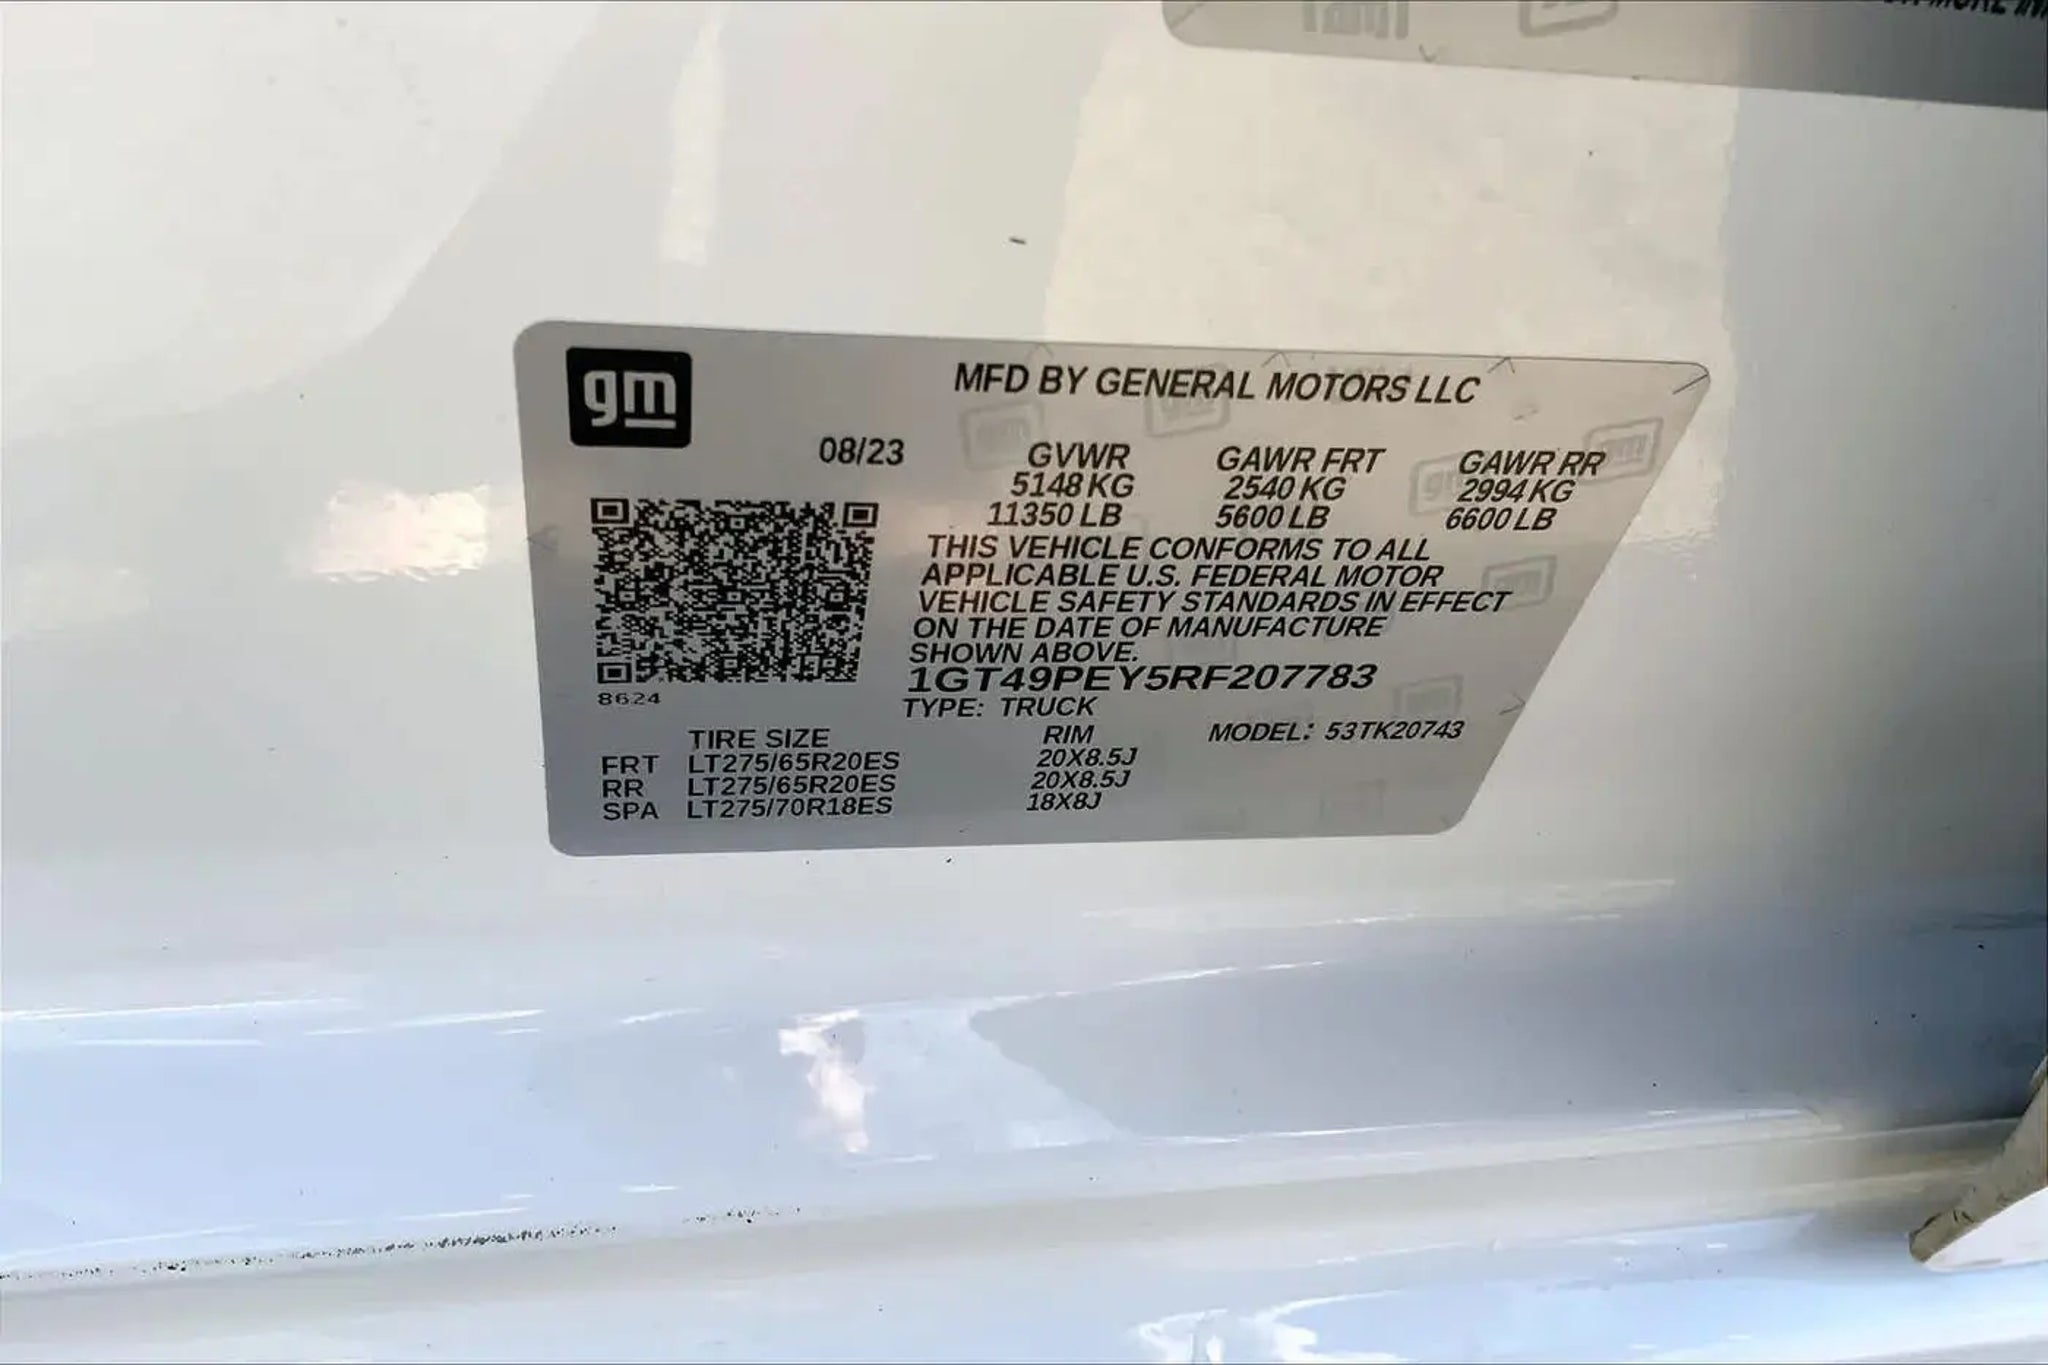 gm
MFD BY GENERAL MOTORS LLC
08/23
GVWR GAWR FRT GAWR RR
5148 KG 2540 KG 2994 KG
11350 LB 5600 LB 6600 LB
THIS VEHICLE CONFORMS TO ALL
APPLICABLE U.S. FEDERAL MOTOR
VEHICLE SAFETY STANDARDS IN EFFECT
ON THE DATE OF MANUFACTURE
SHOWN ABOVE.
1GT49PEY5RF207783
8624
TYPE: TRUCK
TIRE SIZE RIM MODEL: 53TK20743
FRT LT275/65R20ES 20X8.5J
RR LT275/65R20ES 20X8.5J
SPA LT275/70R18ES 18X8J